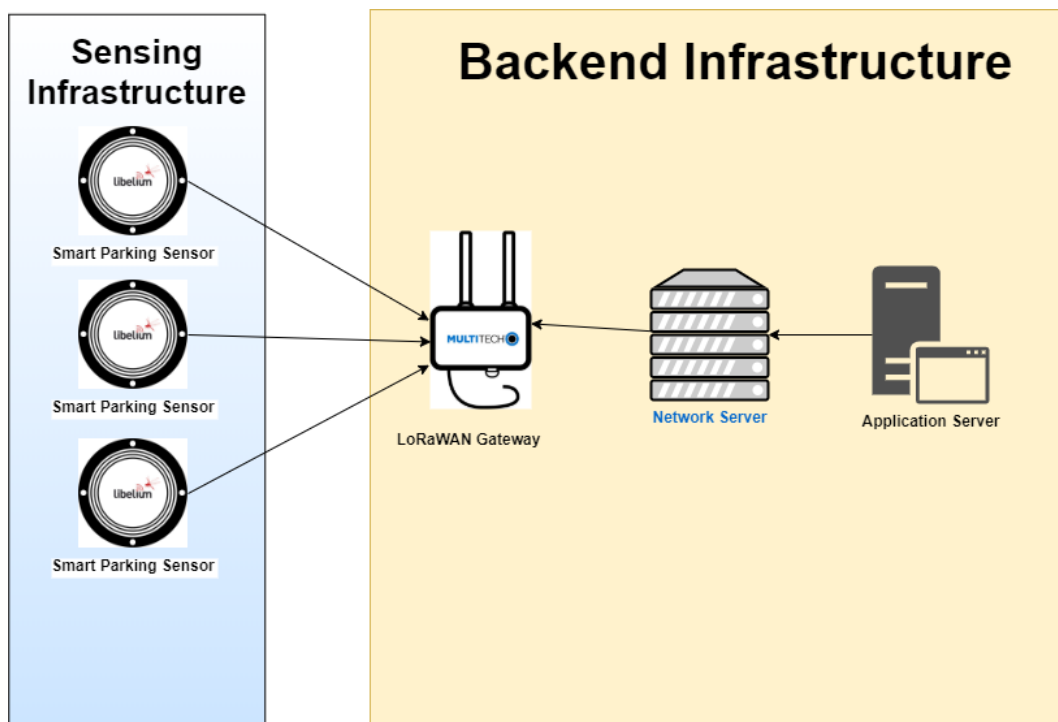 Sensing
Infrastructure
Backend Infrastructure
libelium
Smart Parking Sensor
libelium
Smart Parking Sensor
MULTITECH
LoRaWAN Gateway
Network Server
Application Server
libelium
Smart Parking Sensor